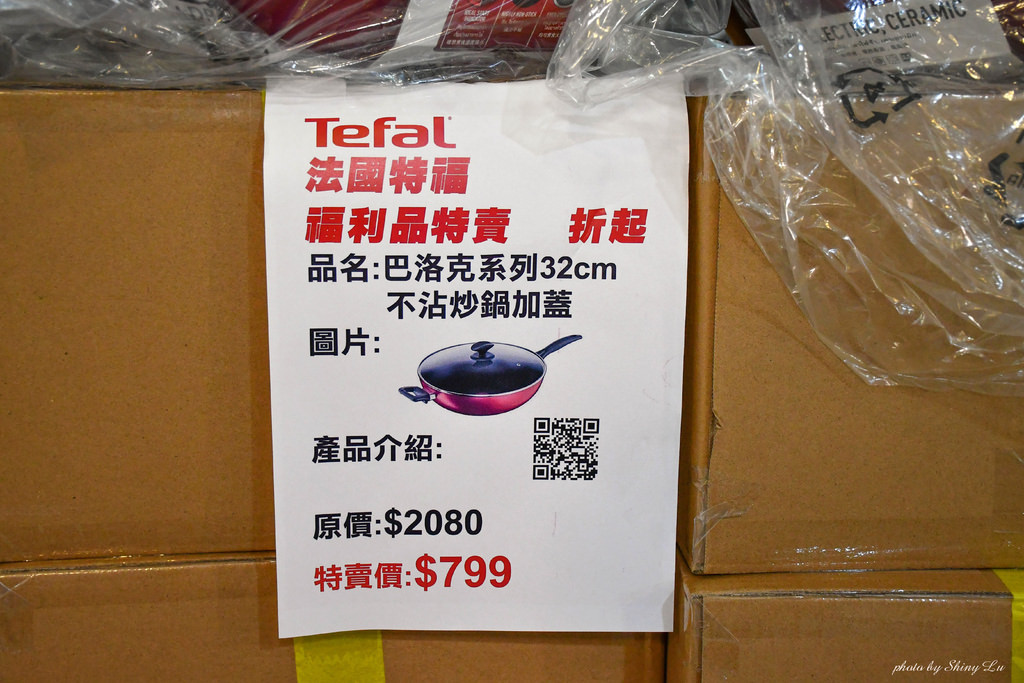 ELECTRIC, CERAMIC
Tefal
法國特福
福利品特賣 折起
品名:巴洛克系列32cm
不沾炒鍋加蓋
圖片:
產品介紹:
原價:$2080
特賣價:$799
photo by Shiny Lu